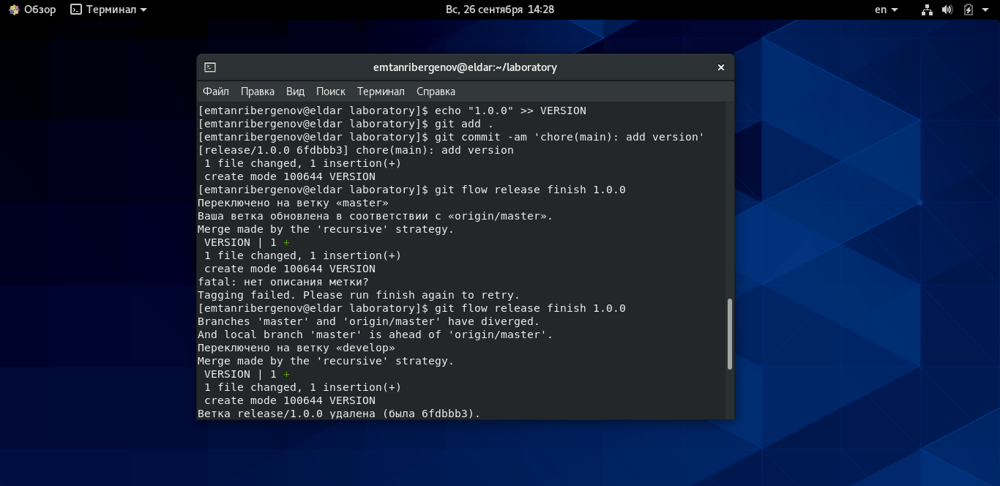 Обзор Терминал Вс, 26 сентября 14:28 en
emtanribergenov@eldar:~/laboratory
Файл Правка Вид Поиск Терминал Справка
[emtanribergenov@eldar laboratory]$ echo "1.0.0" >> VERSION
[emtanribergenov@eldar laboratory]$ git add .
[emtanribergenov@eldar laboratory]$ git commit -am 'chore(main): add version'
[release/1.0.0 6fdbbb3] chore(main): add version
 1 file changed, 1 insertion(+)
 create mode 100644 VERSION
[emtanribergenov@eldar laboratory]$ git flow release finish 1.0.0
Переключено на ветку «master»
Ваша ветка обновлена в соответствии с «origin/master».
Merge made by the 'recursive' strategy.
 VERSION | 1 +
 1 file changed, 1 insertion(+)
 create mode 100644 VERSION
fatal: нет описания метки?
Tagging failed. Please run finish again to retry.
[emtanribergenov@eldar laboratory]$ git flow release finish 1.0.0
Branches 'master' and 'origin/master' have diverged.
And local branch 'master' is ahead of 'origin/master'.
Переключено на ветку «develop»
Merge made by the 'recursive' strategy.
 VERSION | 1 +
 1 file changed, 1 insertion(+)
 create mode 100644 VERSION
Ветка release/1.0.0 удалена (была 6fdbbb3).